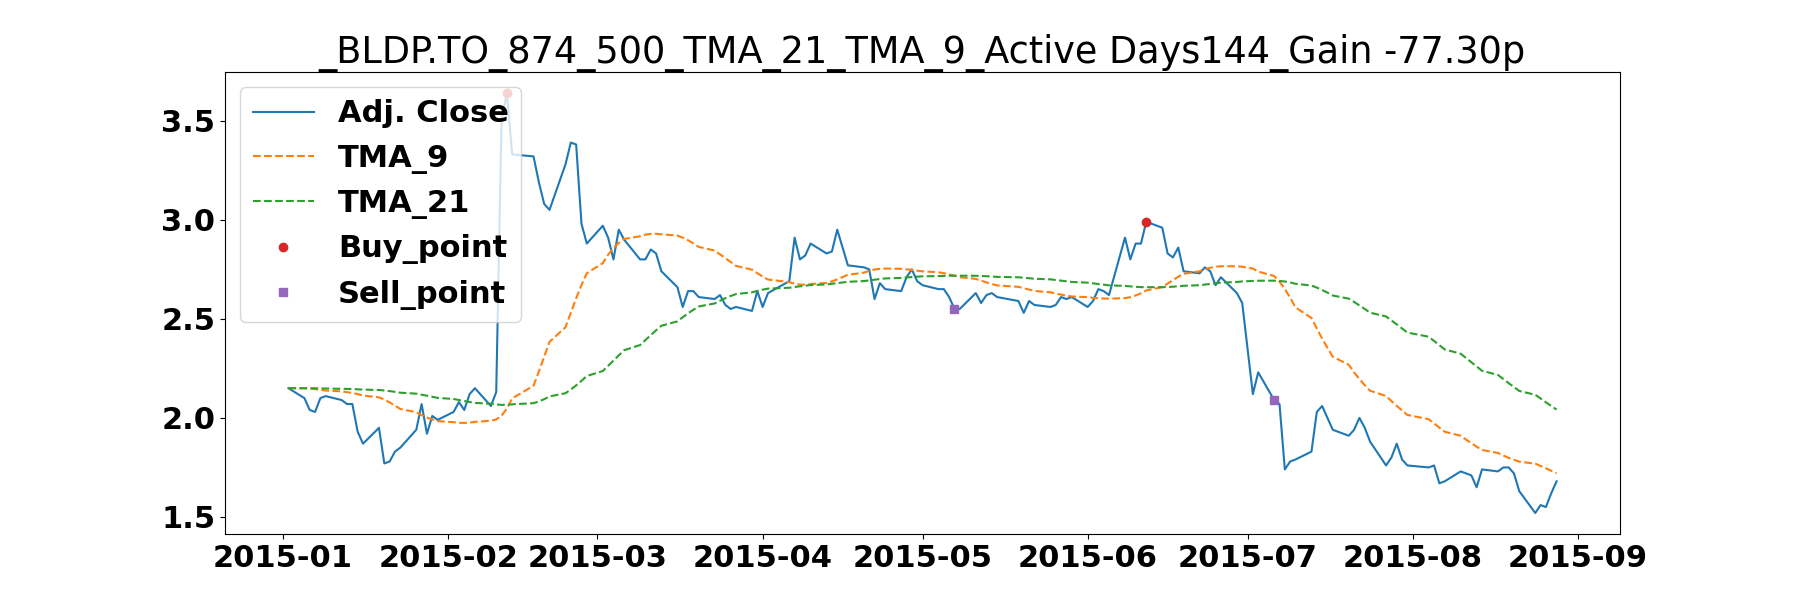 _BLDP.TO_874_500_TMA_21_TMA_9_Active Days144_Gain -77.30p
Adj. Close
TMA_9
TMA_21
Buy_point
Sell_point
3.5
3.0
2.5
2.0
1.5
2015-01 2015-02 2015-03 2015-04 2015-05 2015-06 2015-07 2015-08 2015-09